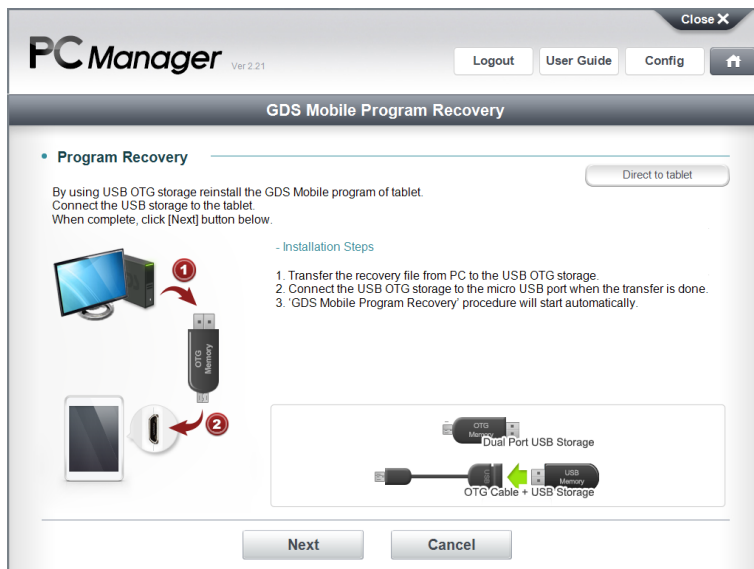 Close X
PC Manager Ver 2.21
Logout User Guide Config
GDS Mobile Program Recovery
• Program Recovery
Direct to tablet
By using USB OTG storage reinstall the GDS Mobile program of tablet.
Connect the USB storage to the tablet.
When complete, click [Next] button below.
- Installation Steps
1. Transfer the recovery file from PC to the USB OTG storage.
2. Connect the USB OTG storage to the micro USB port when the transfer is done.
3. 'GDS Mobile Program Recovery' procedure will start automatically.
1
OTG
Memory
2
OTG
Memory
Dual Port USB Storage
USB
USB
Memory
OTG Cable + USB Storage
Next Cancel